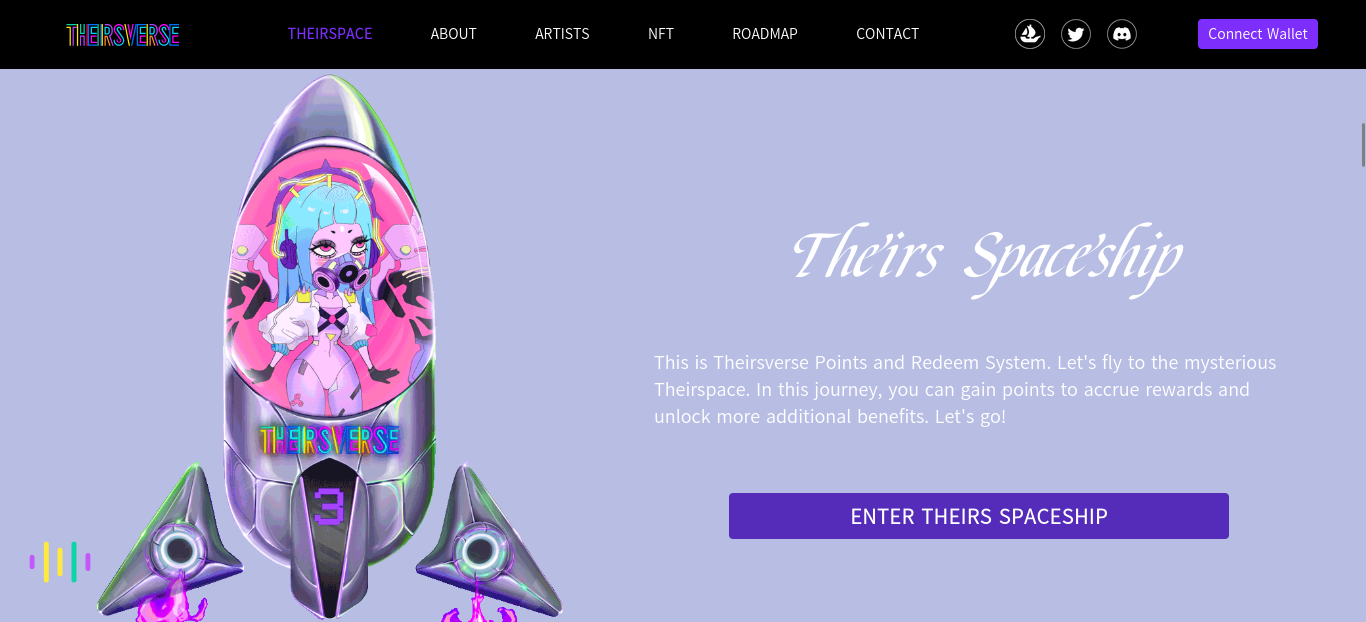 THEIRSVERSE
THEIRSPACE
ABOUT
ARTISTS
NFT
ROADMAP
CONTACT
Connect Wallet
Theirs Spaceship
This is Theirsverse Points and Redeem System. Let's fly to the mysterious
Theirspace. In this journey, you can gain points to accrue rewards and
unlock more additional benefits. Let's go!
ENTER THEIRS SPACESHIP
THEIRSVERSE
3